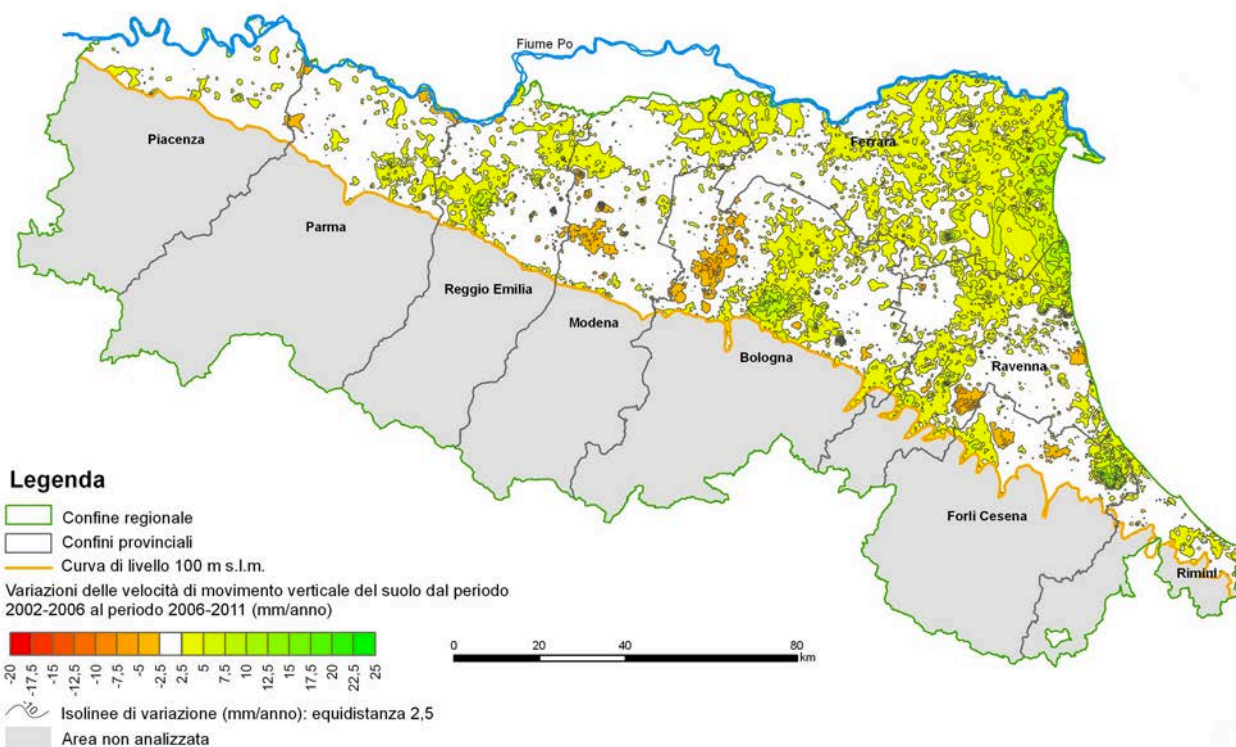 Fiume Po
Piacenza
Ferrara
Parma
Reggio Emilia
Modena
Bologna
Ravenna
Forli Cesena
Rimini
Legenda
Confine regionale
Confini provinciali
Curva di livello 100 m s.l.m.
Variazioni delle velocità di movimento verticale del suolo dal periodo
2002-2006 al periodo 2006-2011 (mm/anno)
-20 -17,5 -15 -12,5 -10 -7,5 -5 -2,5 2,5 5 7,5 10 12,5 15 17,5 20 22,5 25
0 20 40 80
km
-10 Isolinee di variazione (mm/anno): equidistanza 2,5
Area non analizzata